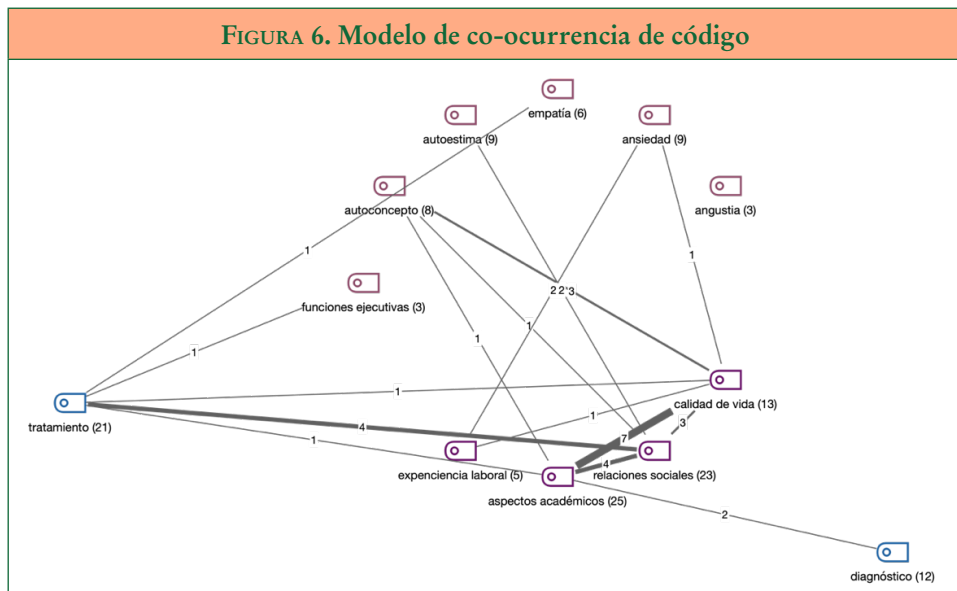 FIGURA 6. Modelo de co-ocurrencia de código
empatía (6)
autoestima (9)
ansiedad (9)
autoconcepto (8)
angustia (3)
1
1
funciones ejecutivas (3)
2 2 3
1
1
1
1
calidad de vida (13)
tratamiento (21)
1
3
4
7
1
4
expenciencia laboral (5)
relaciones sociales (23)
aspectos académicos (25)
2
diagnóstico (12)